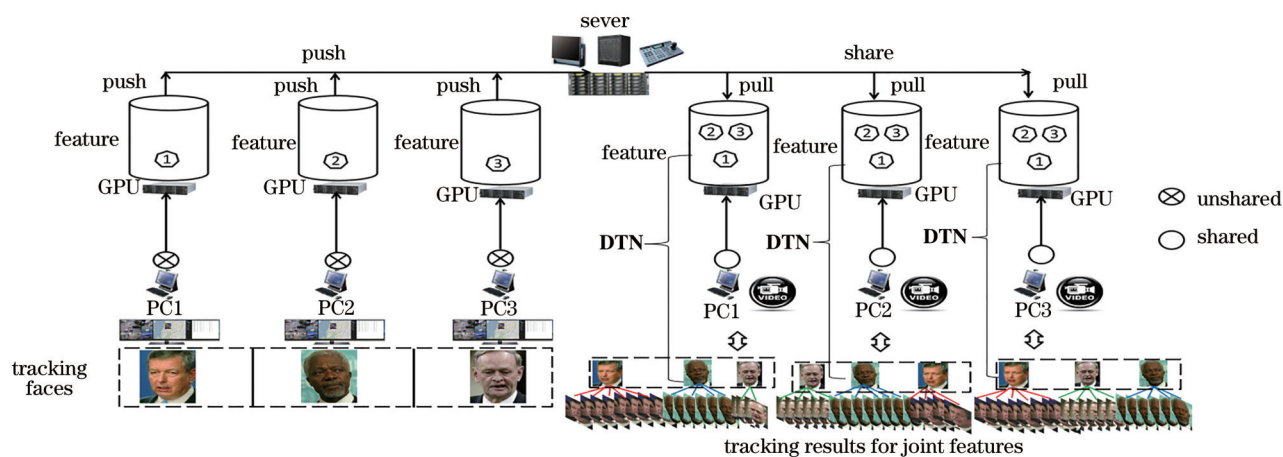 sever
push
share
push
push
push
pull
pull
pull
feature
1
feature
2
feature
3
feature
2 3
1
feature
2 3
1
feature
2 3
1
GPU
GPU
GPU
GPU
GPU
GPU
unshared
shared
DTN
DTN
DTN
PC1
PC2
PC3
PC1
VIDEO
PC2
VIDEO
PC3
VIDEO
tracking
faces
tracking results for joint features